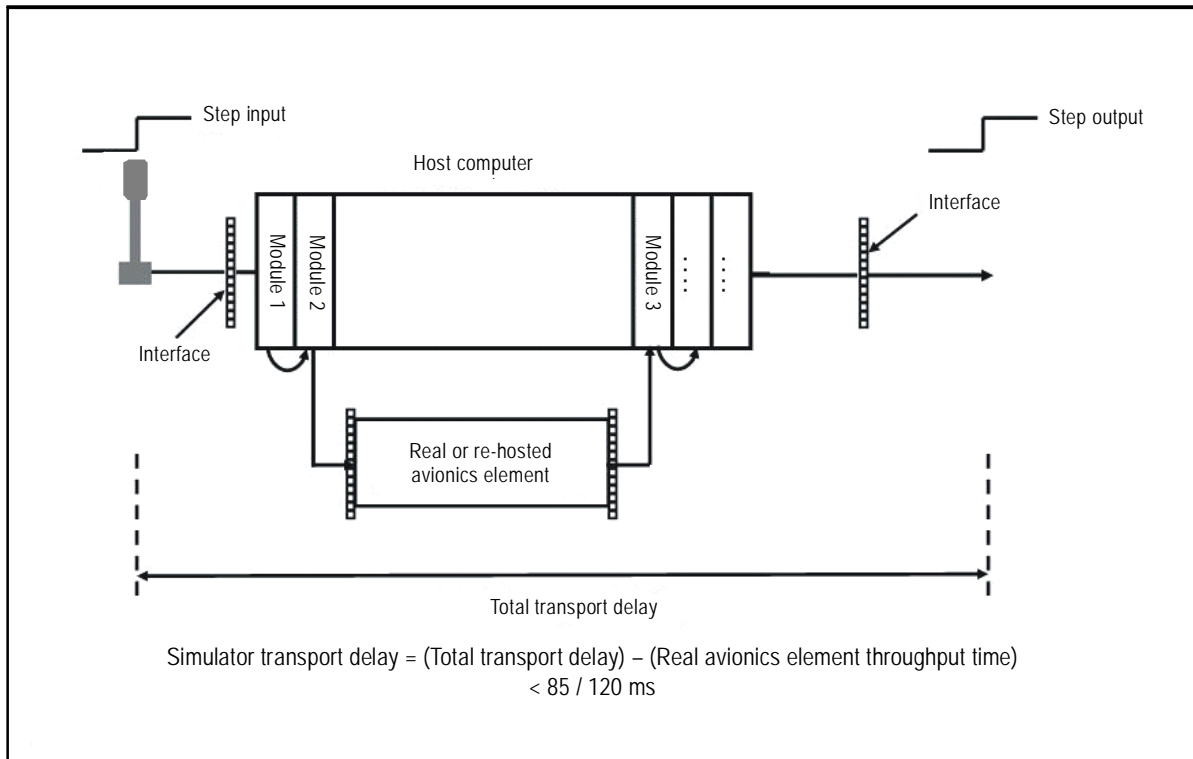 Step input
Step output
Host computer
Interface
Module 1
Module 2
Module 3
....
....
Interface
Real or re-hosted
avionics element
Total transport delay
Simulator transport delay = (Total transport delay) – (Real avionics element throughput time)
< 85 / 120 ms